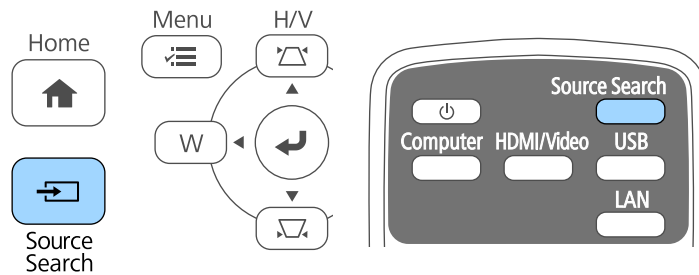 Menu
H/V
Home
W
Source
Search
Source Search
Computer
HDMI/Video
USB
LAN